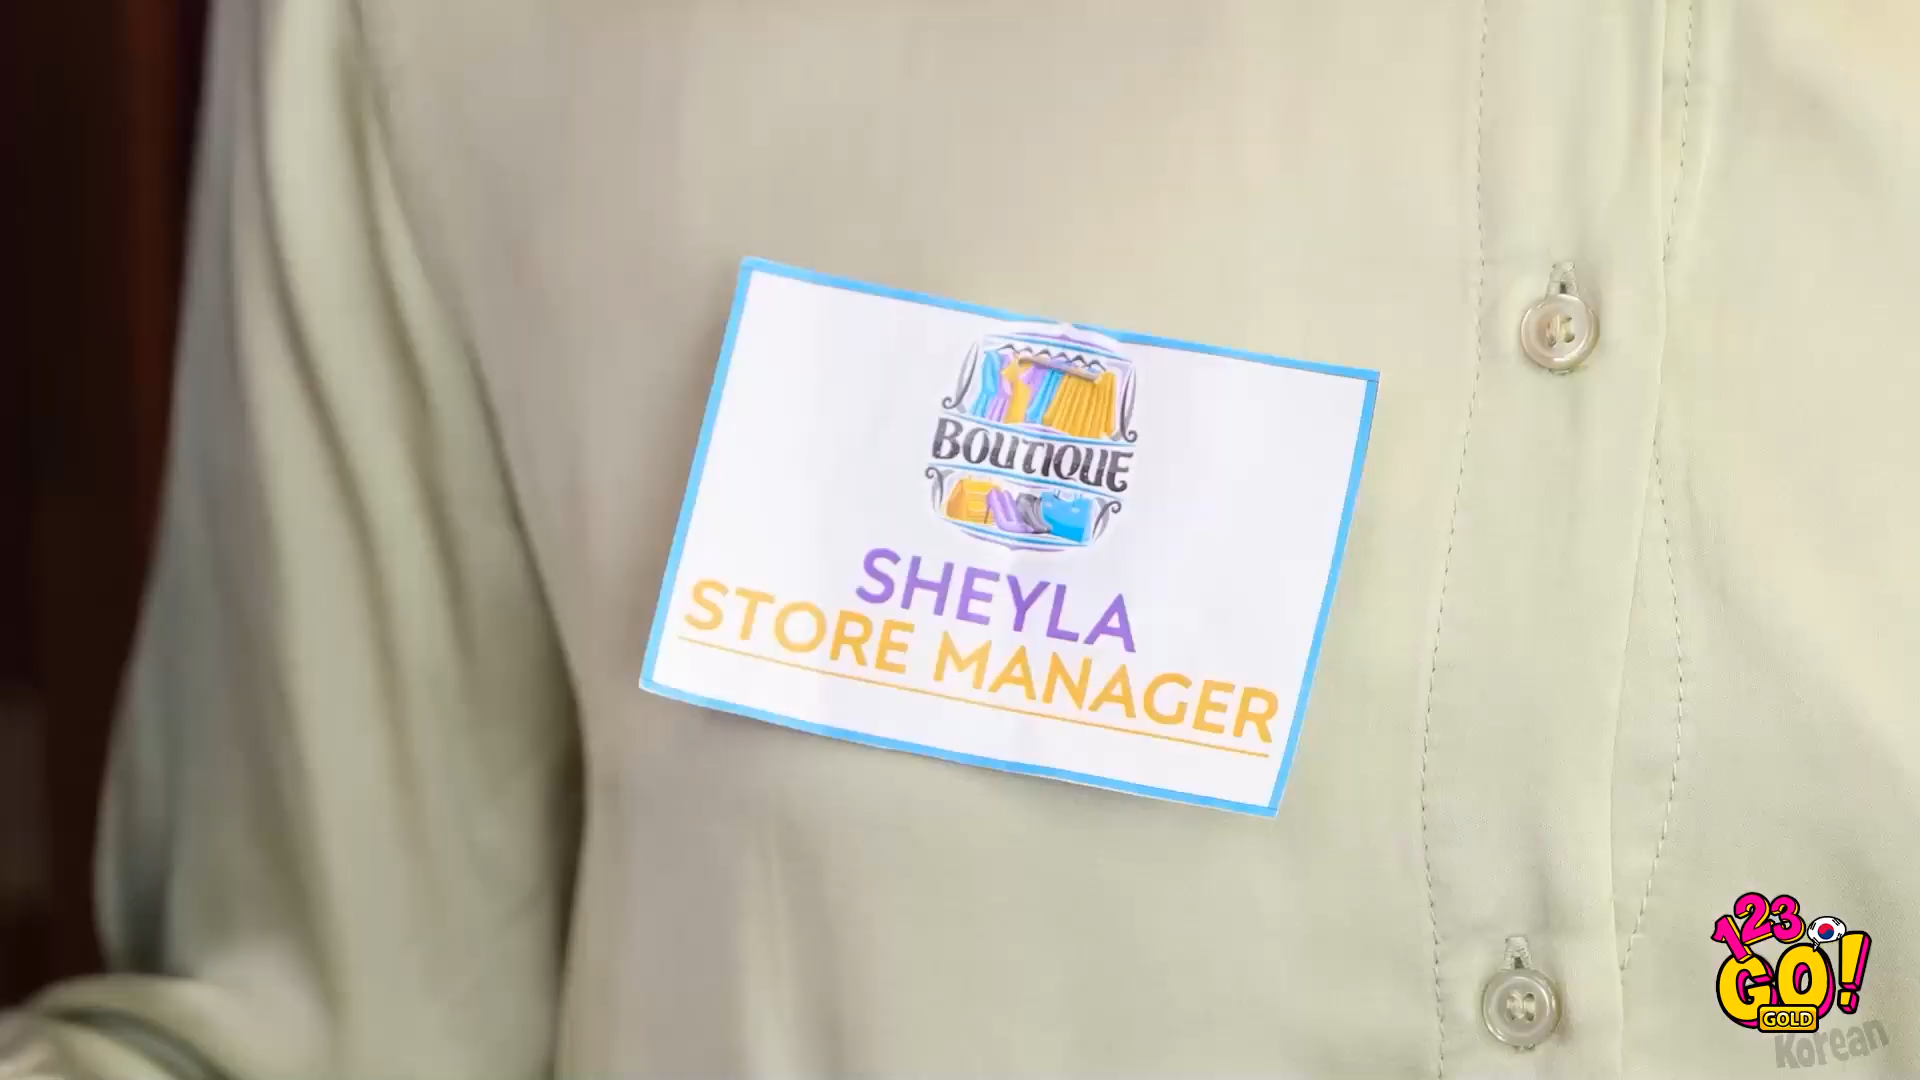 BOUTIQUE
SHEYLA
STORE MANAGER
123
GO!
GOLD
Korean